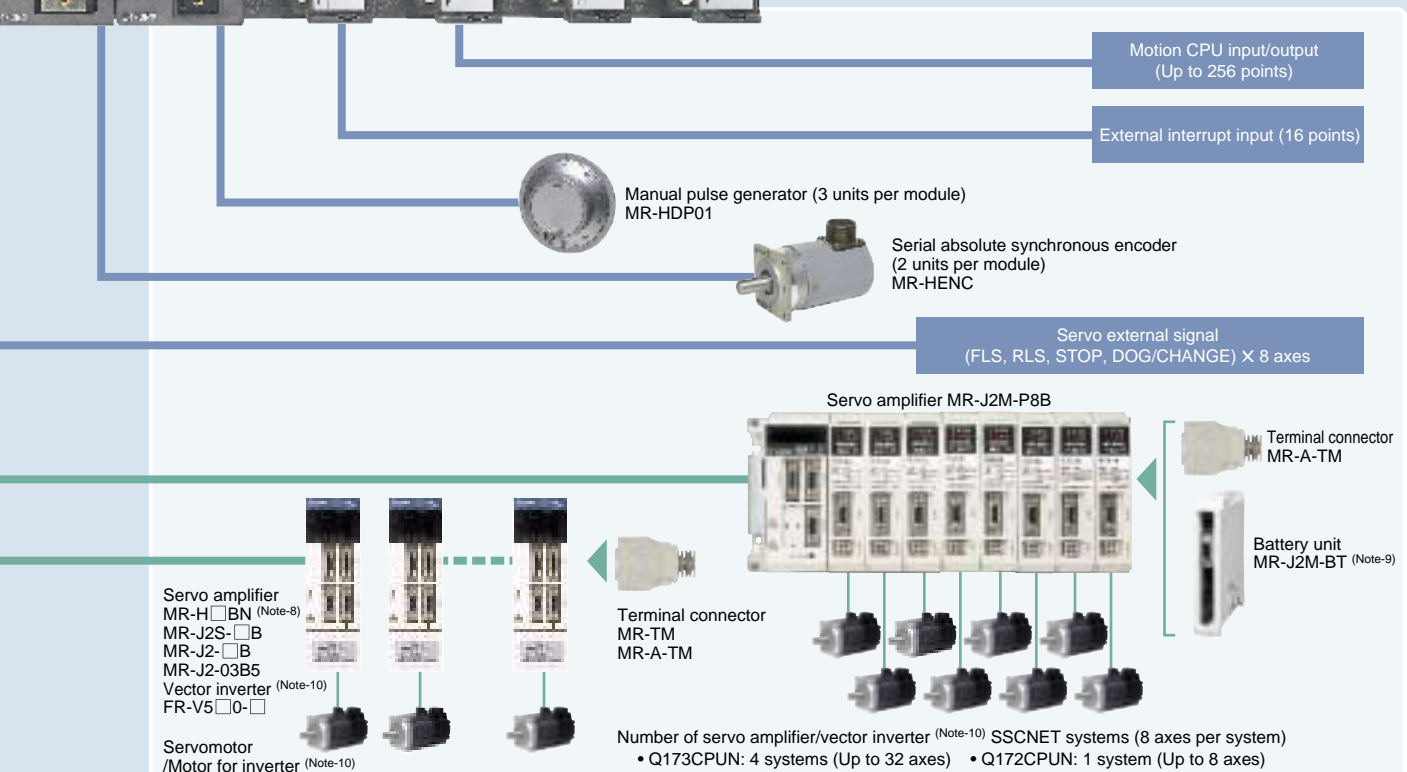 Motion CPU input/output
(Up to 256 points)
External interrupt input (16 points)
Manual pulse generator (3 units per module)
MR-HDP01
Serial absolute synchronous encoder
(2 units per module)
MR-HENC
Servo external signal
(FLS, RLS, STOP, DOG/CHANGE) × 8 axes
Servo amplifier MR-J2M-P8B
Terminal connector
MR-A-TM
Battery unit
MR-J2M-BT (Note-9)
Servo amplifier
MR-H□BN (Note-8)
MR-J2S-□B
MR-J2-□B
MR-J2-03B5
Vector inverter (Note-10)
FR-V5□0-□
Terminal connector
MR-TM
MR-A-TM
Servomotor
/Motor for inverter (Note-10)
Number of servo amplifier/vector inverter (Note-10) SSCNET systems (8 axes per system)
• Q173CPUN: 4 systems (Up to 32 axes) • Q172CPUN: 1 system (Up to 8 axes)